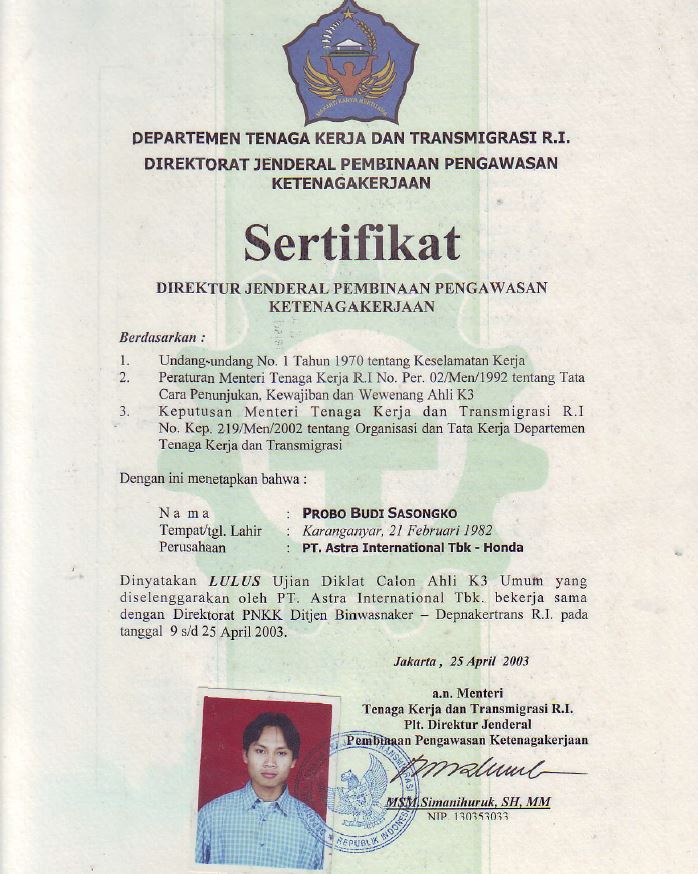 DEPARTEMEN TENAGA KERJA DAN TRANSMIGRASI R.I.
DIREKTORAT JENDERAL PEMBINAAN PENGAWASAN
KETENAGAKERJAAN
Sertifikat
DIREKTUR JENDERAL PEMBINAAN PENGAWASAN
KETENAGAKERJAAN
Berdasarkan :
1. Undang-undang No. 1 Tahun 1970 tentang Keselamatan Kerja
2. Peraturan Menteri Tenaga Kerja R.I No. Per. 02/Men/1992 tentang Tata
Cara Penunjukan, Kewajiban dan Wewenang Ahli K3
3. Keputusan Menteri Tenaga Kerja dan Transmigrasi R.I
No. Kep. 219/Men/2002 tentang Organisasi dan Tata Kerja Departemen
Tenaga Kerja dan Transmigrasi
Dengan ini menetapkan bahwa :
N a m a : PROBO BUDI SASONGKO
Tempat/tgl. Lahir : Karanganyar, 21 Februari 1982
Perusahaan : PT. Astra International Tbk - Honda
Dinyatakan LULUS Ujian Diklat Calon Ahli K3 Umum yang
diselenggarakan oleh PT. Astra International Tbk. bekerja sama
dengan Direktorat PNKK Ditjen Binwasnaker – Depnakertrans R.I. pada
tanggal 9 s/d 25 April 2003.
Jakarta , 25 April 2003
a.n. Menteri
Tenaga Kerja dan Transmigrasi R.I.
Plt. Direktur Jenderal
Pembinaan Pengawasan Ketenagakerjaan
MSM.Simanihuruk, SH, MM
NIP. 130353033
REPUBLIK INDONESIA